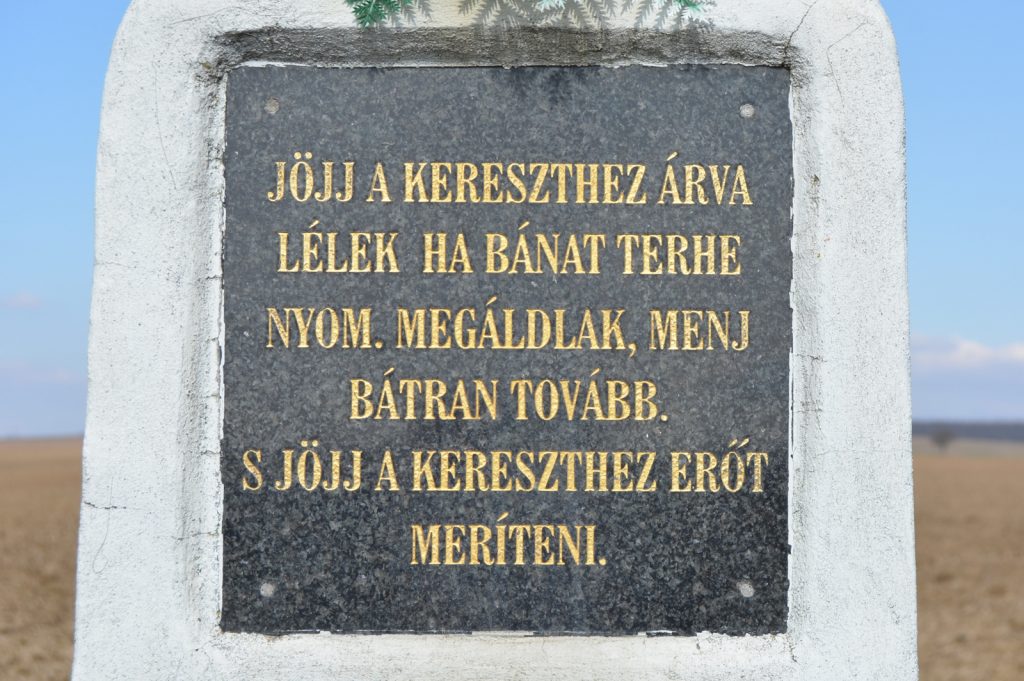 JÖJJ A KERESZTHEZ ÁRVA
LÉLEK HA BÁNAT TERHE
NYOM. MEGÁLDLAK, MENJ
BÁTRAN TOVÁBB.
S JÖJJ A KERESZTHEZ ERŐT
MERÍTENI.